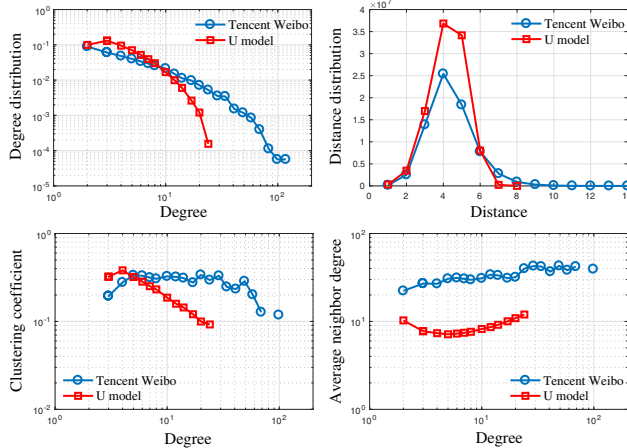 10^0
10^-1
10^-2
10^-3
10^-4
10^-5
10^0
10^1
10^2
Degree distribution
Degree
Tencent Weibo
U model
×10^7
4
3.5
3
2.5
2
1.5
1
0.5
0
0
2
4
6
8
10
12
14
Distance distribution
Distance
Tencent Weibo
U model
10^0
10^-1
10^-2
10^0
10^1
10^2
Clustering coefficient
Degree
Tencent Weibo
U model
10^2
10^1
10^0
10^0
10^1
10^2
Average neighbor degree
Degree
Tencent Weibo
U model